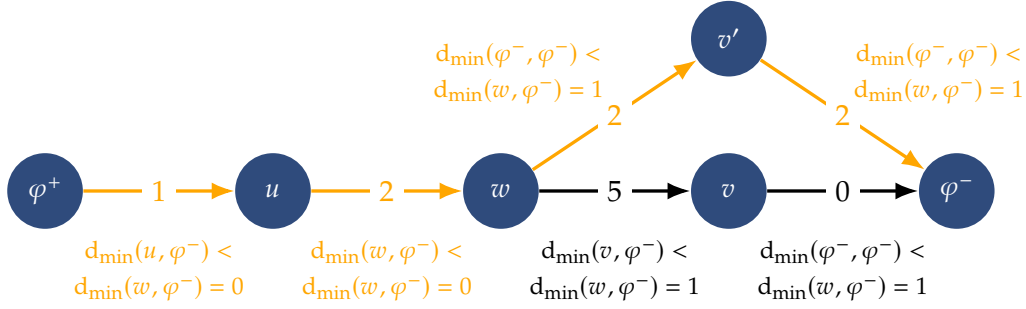 d_min(φ⁻, φ⁻) <
d_min(w, φ⁻) = 1
v′
d_min(φ⁻, φ⁻) <
d_min(w, φ⁻) = 1
2
2
φ⁺
1
u
2
w
5
v
0
φ⁻
d_min(u, φ⁻) <
d_min(w, φ⁻) = 0
d_min(w, φ⁻) <
d_min(w, φ⁻) = 0
d_min(v, φ⁻) <
d_min(w, φ⁻) = 1
d_min(φ⁻, φ⁻) <
d_min(w, φ⁻) = 1